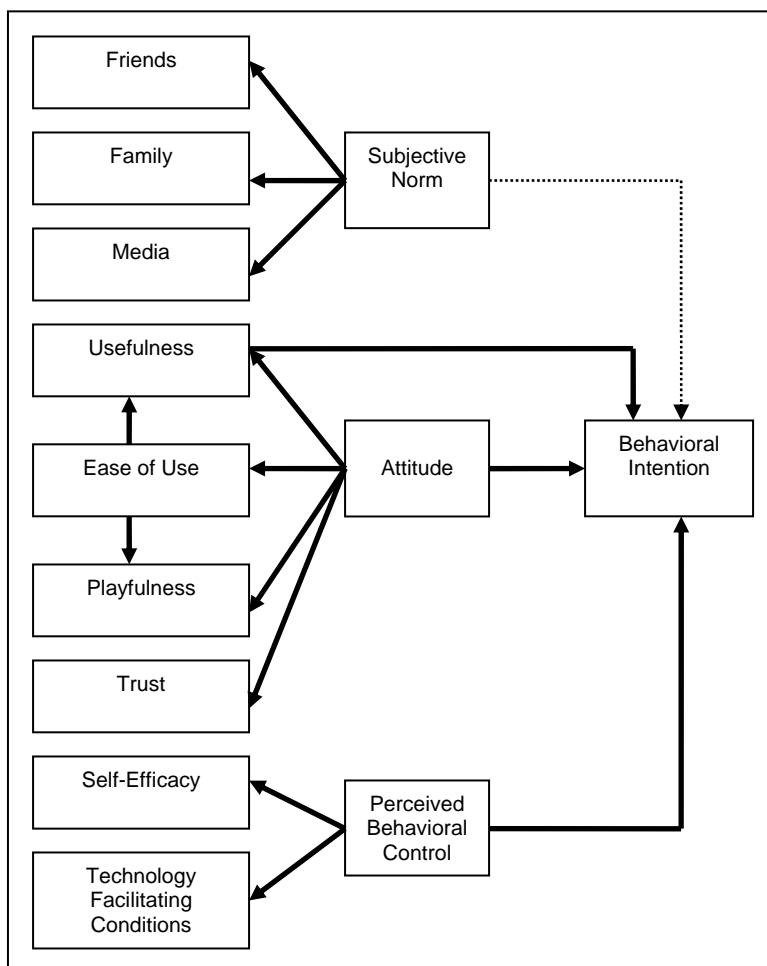 Friends
Family
Subjective
Norm
Media
Usefulness
Ease of Use
Attitude
Behavioral
Intention
Playfulness
Trust
Self-Efficacy
Perceived
Behavioral
Control
Technology
Facilitating
Conditions